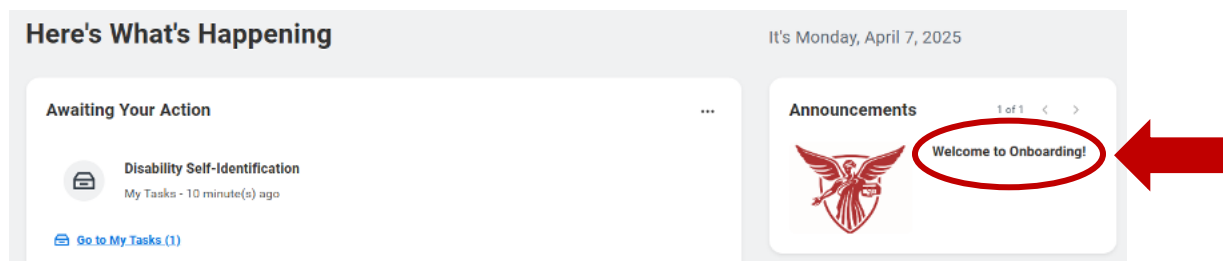 Here's What's Happening
It's Monday, April 7, 2025
Awaiting Your Action
Disability Self-Identification
My Tasks - 10 minute(s) ago
Go to My Tasks (1)
Announcements
1 of 1
Welcome to Onboarding!